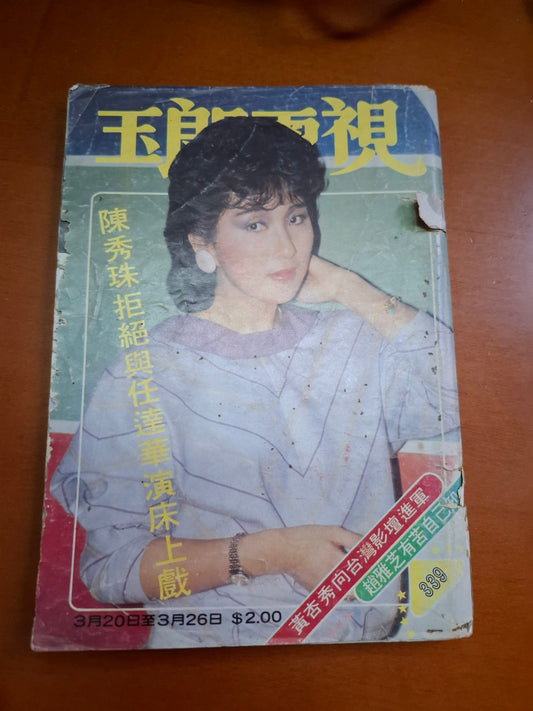 玉郎電視
陳秀珠拒絕與任達華演床上戲
黃杏秀向台灣影壇進軍
趙雅芝有苦自己知
339
3月20日至3月26日 $2.00